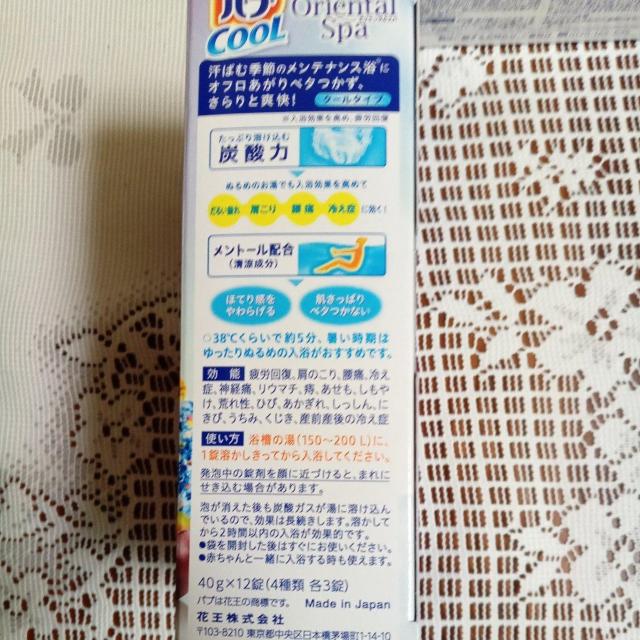 バブ
COOL
Oriental
Spa
汗ばむ季節のメンテナンス浴※に
オフロあがりベタつかず。
さらりと爽快!
クールタイプ
※入浴効果を高め、疲労回復
たっぷり溶け込む
炭酸力
ぬるめのお湯でも入浴効果を高めて
だるい疲れ 肩こり 腰痛 冷え症 に効く!
メントール配合
(清涼成分)
ほてり感を
やわらげる
肌さっぱり
ベタつかない
○38℃くらいで約5分、暑い時期は
ゆったりぬるめの入浴がおすすめです。
効能 疲労回復、肩のこり、腰痛、冷え
症、神経痛、リウマチ、痔、あせも、しもや
け、荒れ性、ひび、あかぎれ、しっしん、に
きび、うちみ、くじき、産前産後の冷え症
使い方 浴槽の湯(150~200 L)に、
1錠溶かしきってから入浴してください。
発泡中の錠剤を顔に近づけると、まれに
せき込む場合があります。
泡が消えた後も炭酸ガスが湯に溶け込ん
でいるので、効果は長続きします。溶かして
から2時間以内の入浴が効果的です。
●袋を開封した後はすぐにお使いください。
●赤ちゃんと一緒に入浴する時も使えます。
40g×12錠(4種類 各3錠)
バブは花王の商標です。 Made in Japan
花王株式会社
〒103-8210 東京都中央区日本橋茅場町1-14-10